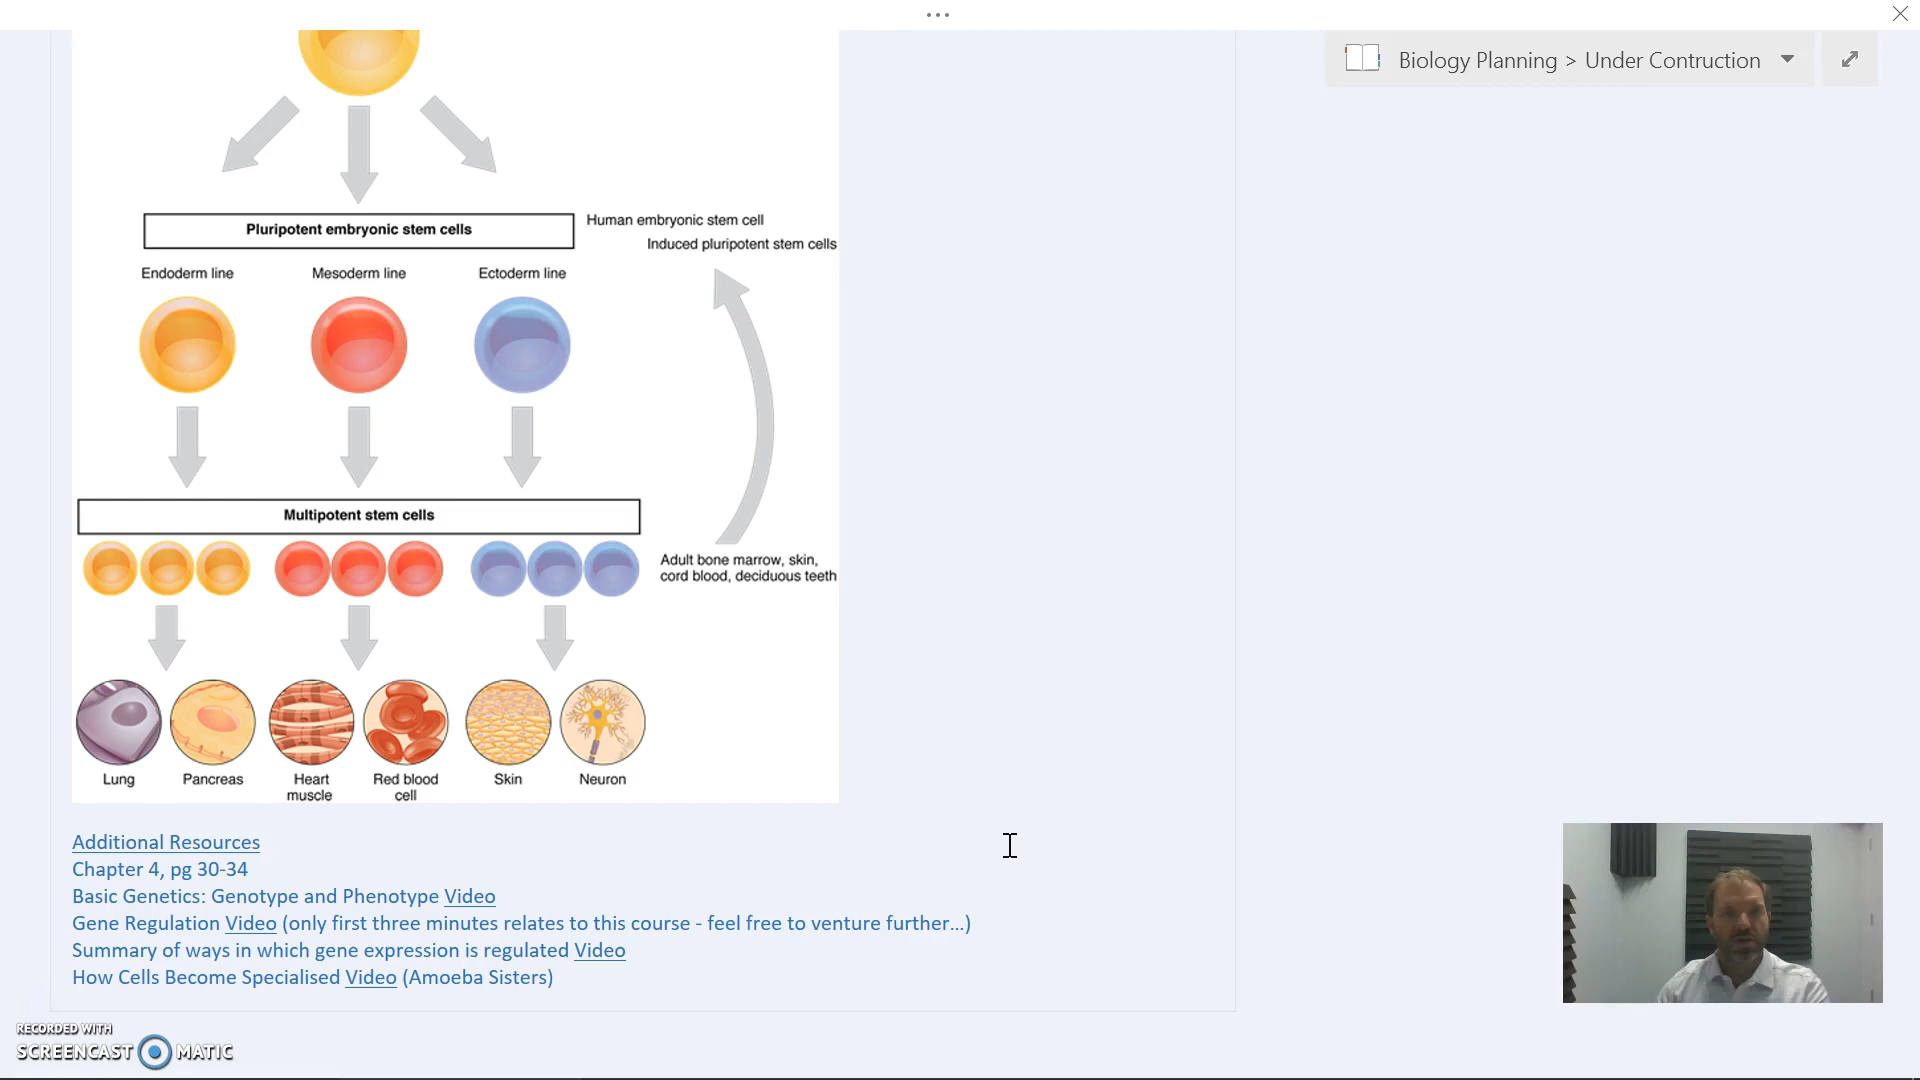 Biology Planning > Under Contruction
Pluripotent embryonic stem cells
Human embryonic stem cell
Induced pluripotent stem cells
Endoderm line
Mesoderm line
Ectoderm line
Multipotent stem cells
Adult bone marrow, skin,
cord blood, deciduous teeth
Lung
Pancreas
Heart
muscle
Red blood
cell
Skin
Neuron
Additional Resources
Chapter 4, pg 30-34
Basic Genetics: Genotype and Phenotype Video
Gene Regulation Video (only first three minutes relates to this course - feel free to venture further...)
Summary of ways in which gene expression is regulated Video
How Cells Become Specialised Video (Amoeba Sisters)
RECORDED WITH
SCREENCAST MATIC